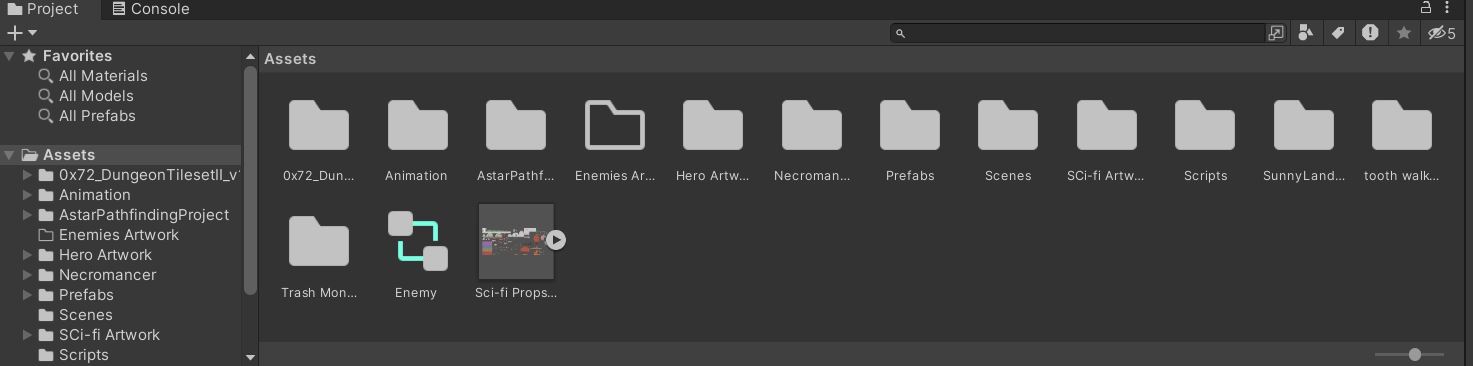 Project
Console
5
Favorites
All Materials
All Models
All Prefabs
Assets
0x72_DungeonTilesetII_v
Animation
AstarPathfindingProject
Enemies Artwork
Hero Artwork
Necromancer
Prefabs
Scenes
SCi-fi Artwork
Scripts
Assets
0x72_Dun...
Animation
AstarPathf...
Enemies Ar...
Hero Artw...
Necroman...
Prefabs
Scenes
SCi-fi Artw...
Scripts
SunnyLand...
tooth walk...
Trash Mon...
Enemy
Sci-fi Props...